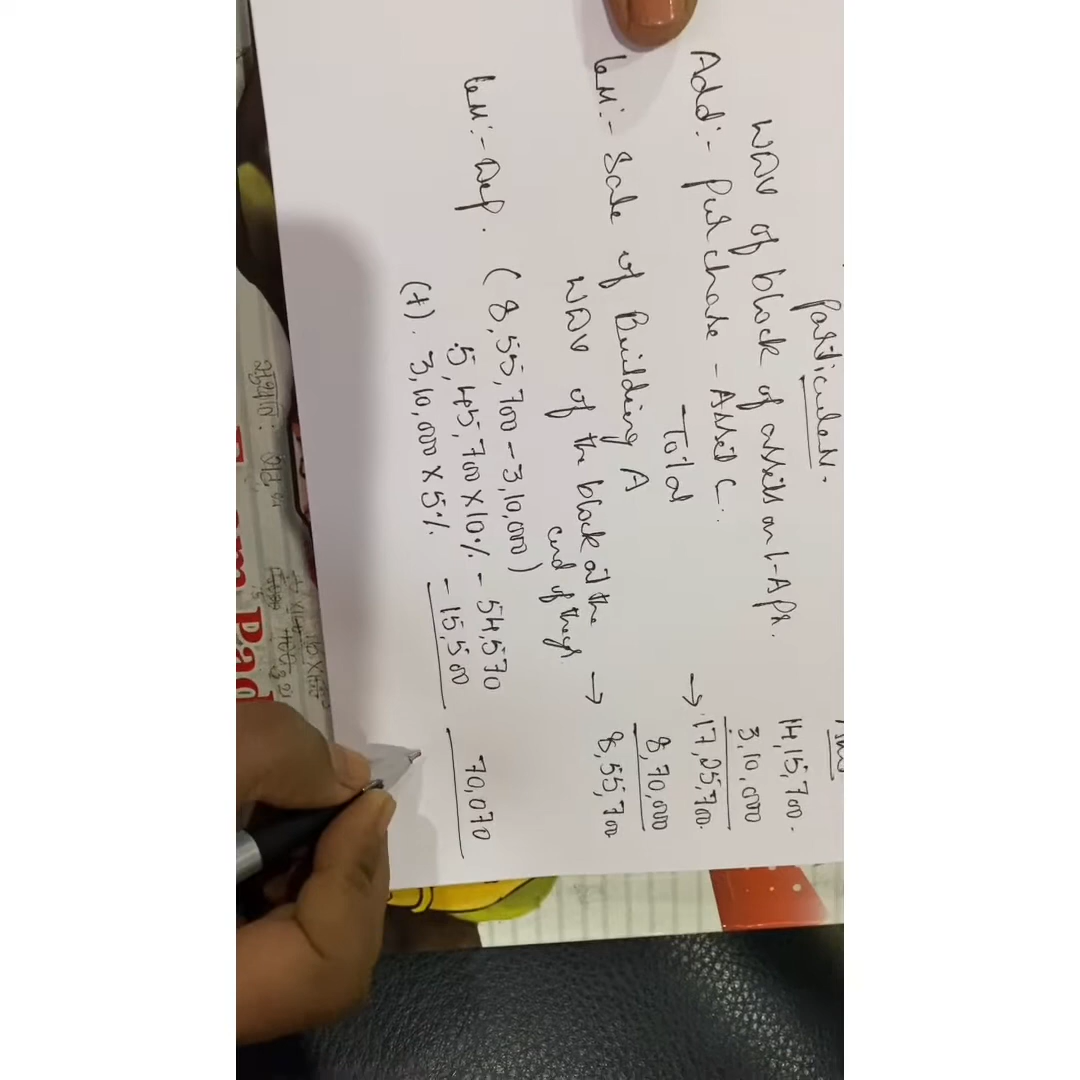 Particulars.
WDV of block of assets on 1-Apr. 14,15,700.
Add:- Purchase - Asset C. 3,10,000
Total → 17,25,700.
Less:- Sale of Building A 8,70,000
WDV of the block at the end of the yr. → 8,55,700
Less:- Dep. (8,55,700 - 3,10,000)
5,45,700 X 10% - 54,570
(+). 3,10,000 X 5% - 15,500 70,070